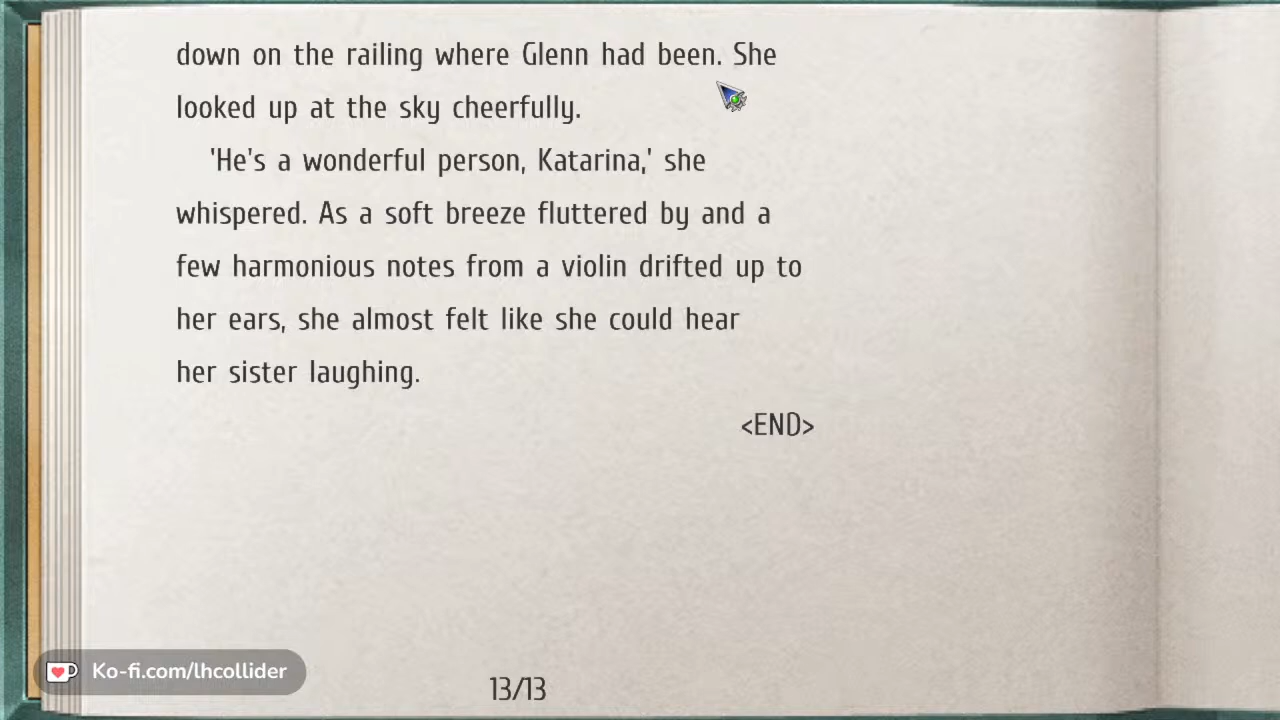 down on the railing where Glenn had been. She
looked up at the sky cheerfully.
'He's a wonderful person, Katarina,' she
whispered. As a soft breeze fluttered by and a
few harmonious notes from a violin drifted up to
her ears, she almost felt like she could hear
her sister laughing.
<END>
Ko-fi.com/lhcollider
13/13